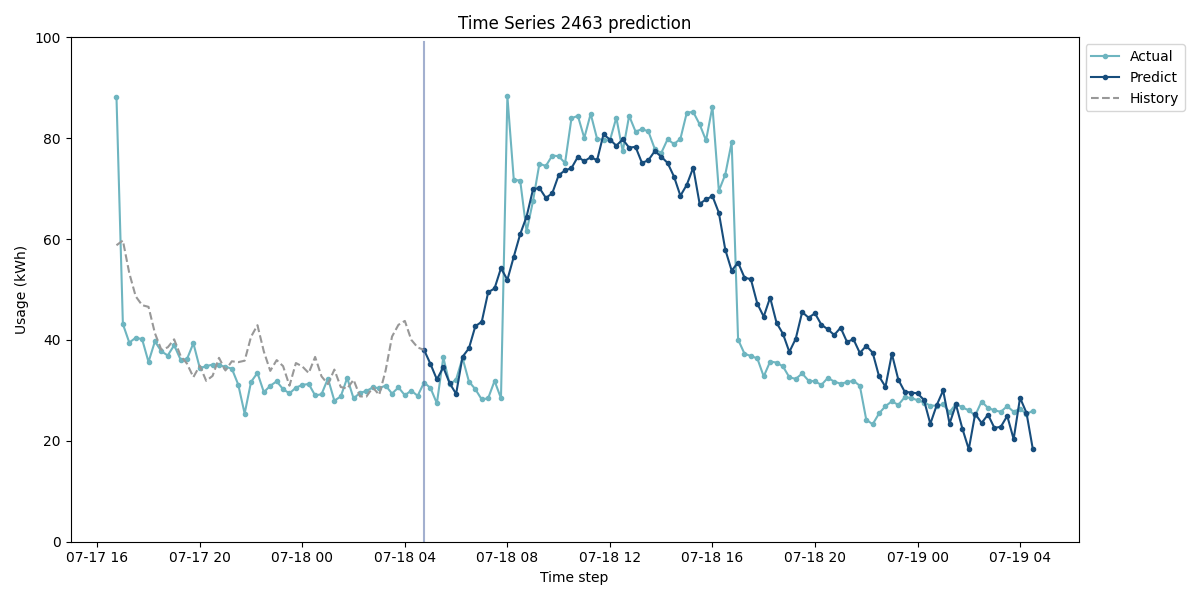 Time Series 2463 prediction
Usage (kWh)
100
80
60
40
20
0
07-17 16 07-17 20 07-18 00 07-18 04 07-18 08 07-18 12 07-18 16 07-18 20 07-19 00 07-19 04
Time step
Actual
Predict
History